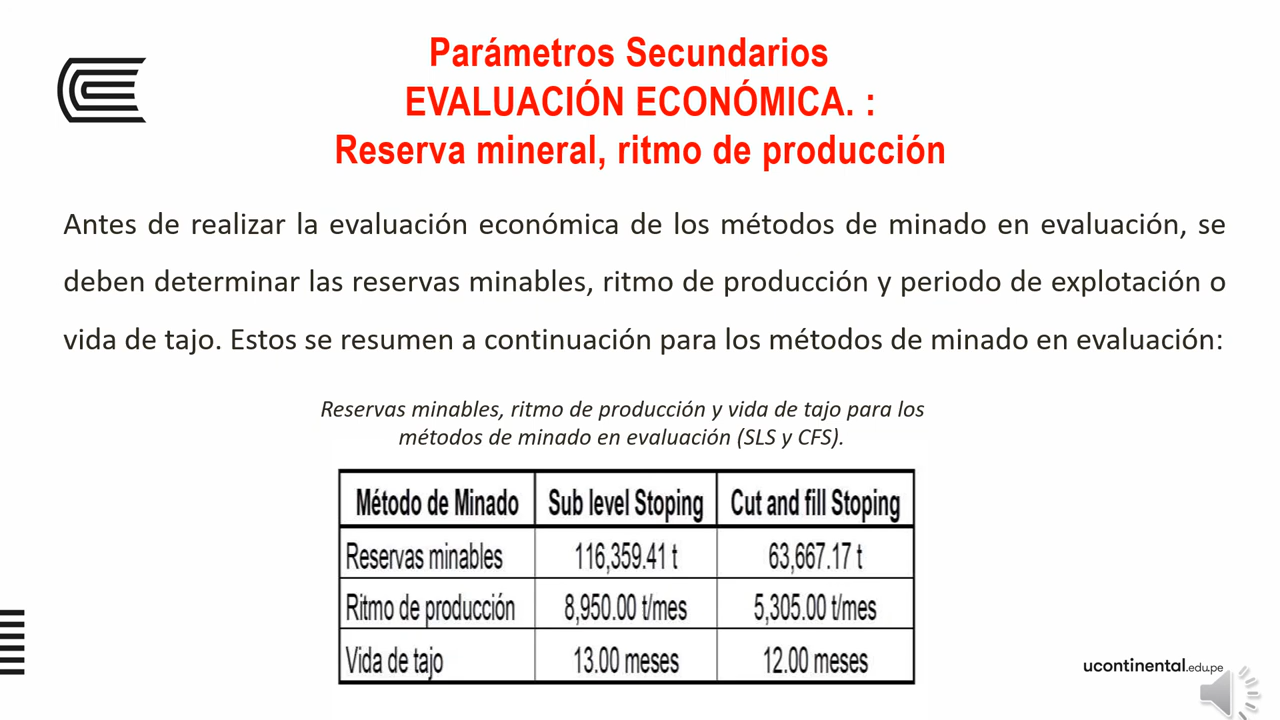 Parámetros Secundarios
EVALUACIÓN ECONÓMICA. :
Reserva mineral, ritmo de producción
Antes de realizar la evaluación económica de los métodos de minado en evaluación, se
deben determinar las reservas minables, ritmo de producción y periodo de explotación o
vida de tajo. Estos se resumen a continuación para los métodos de minado en evaluación:
Reservas minables, ritmo de producción y vida de tajo para los
métodos de minado en evaluación (SLS y CFS).
Método de Minado Sub level Stoping Cut and fill Stoping
Reservas minables 116,359.41 t 63,667.17 t
Ritmo de producción 8,950.00 t/mes 5,305.00 t/mes
Vida de tajo 13.00 meses 12.00 meses
ucontinental.edu.pe